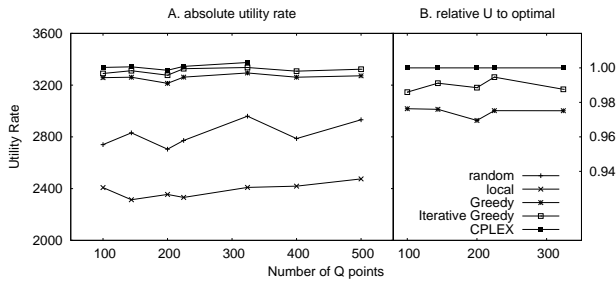 A. absolute utility rate
B. relative U to optimal
Utility Rate
3600
3200
2800
2400
2000
100 200 300 400 500
100 200 300
Number of Q points
1.00
0.98
0.96
0.94
random
local
Greedy
Iterative Greedy
CPLEX